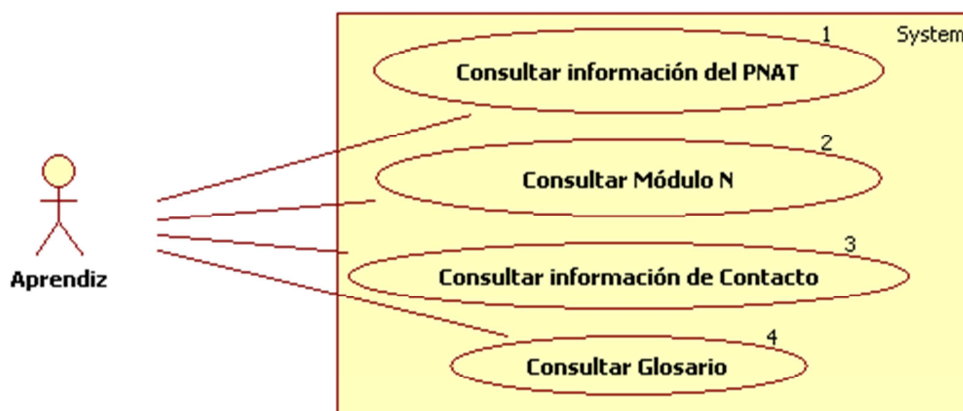 System
1
Consultar información del PNAT
2
Consultar Módulo N
3
Consultar información de Contacto
4
Consultar Glosario
Aprendiz